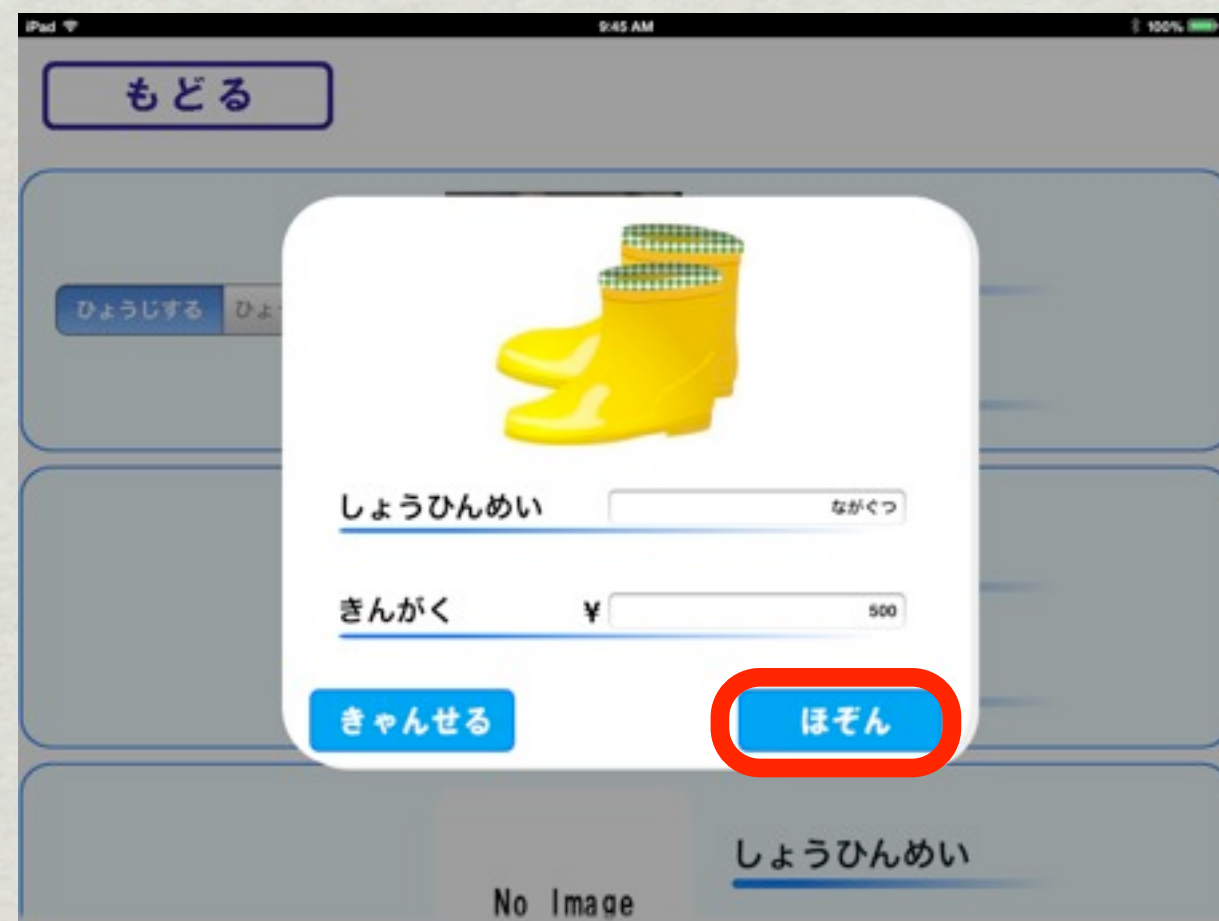 iPad 9:45 AM 100%
もどる
ひょうじする ひょ
しょうひんめい ながぐつ
きんがく ¥ 500
きゃんせる ほぞん
しょうひんめい
No Image